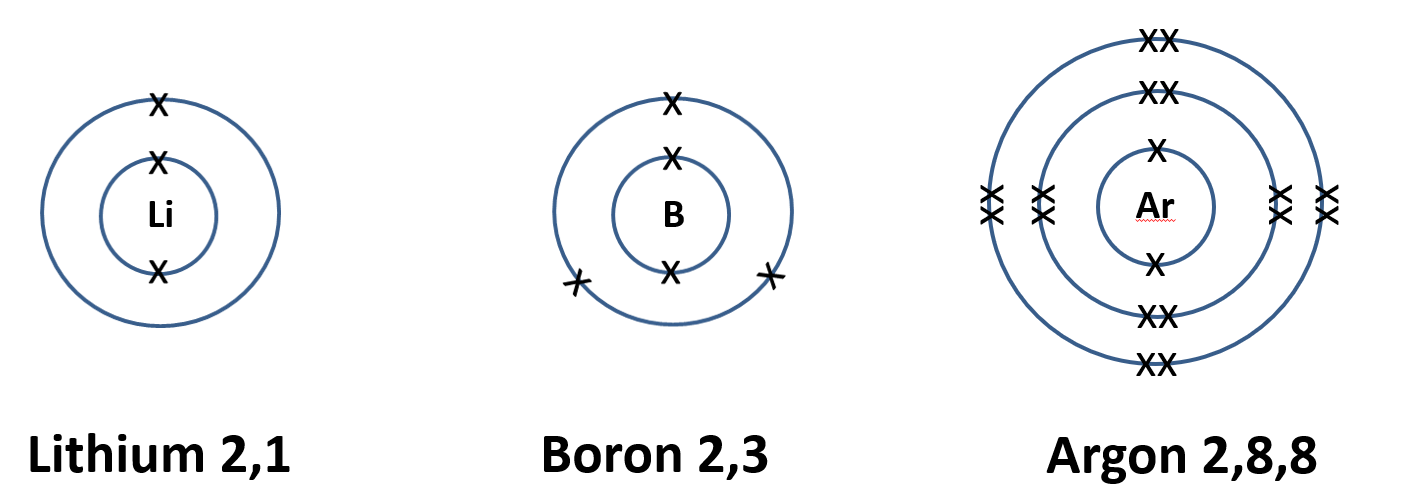 Li
B
Ar
Lithium 2,1
Boron 2,3
Argon 2,8,8